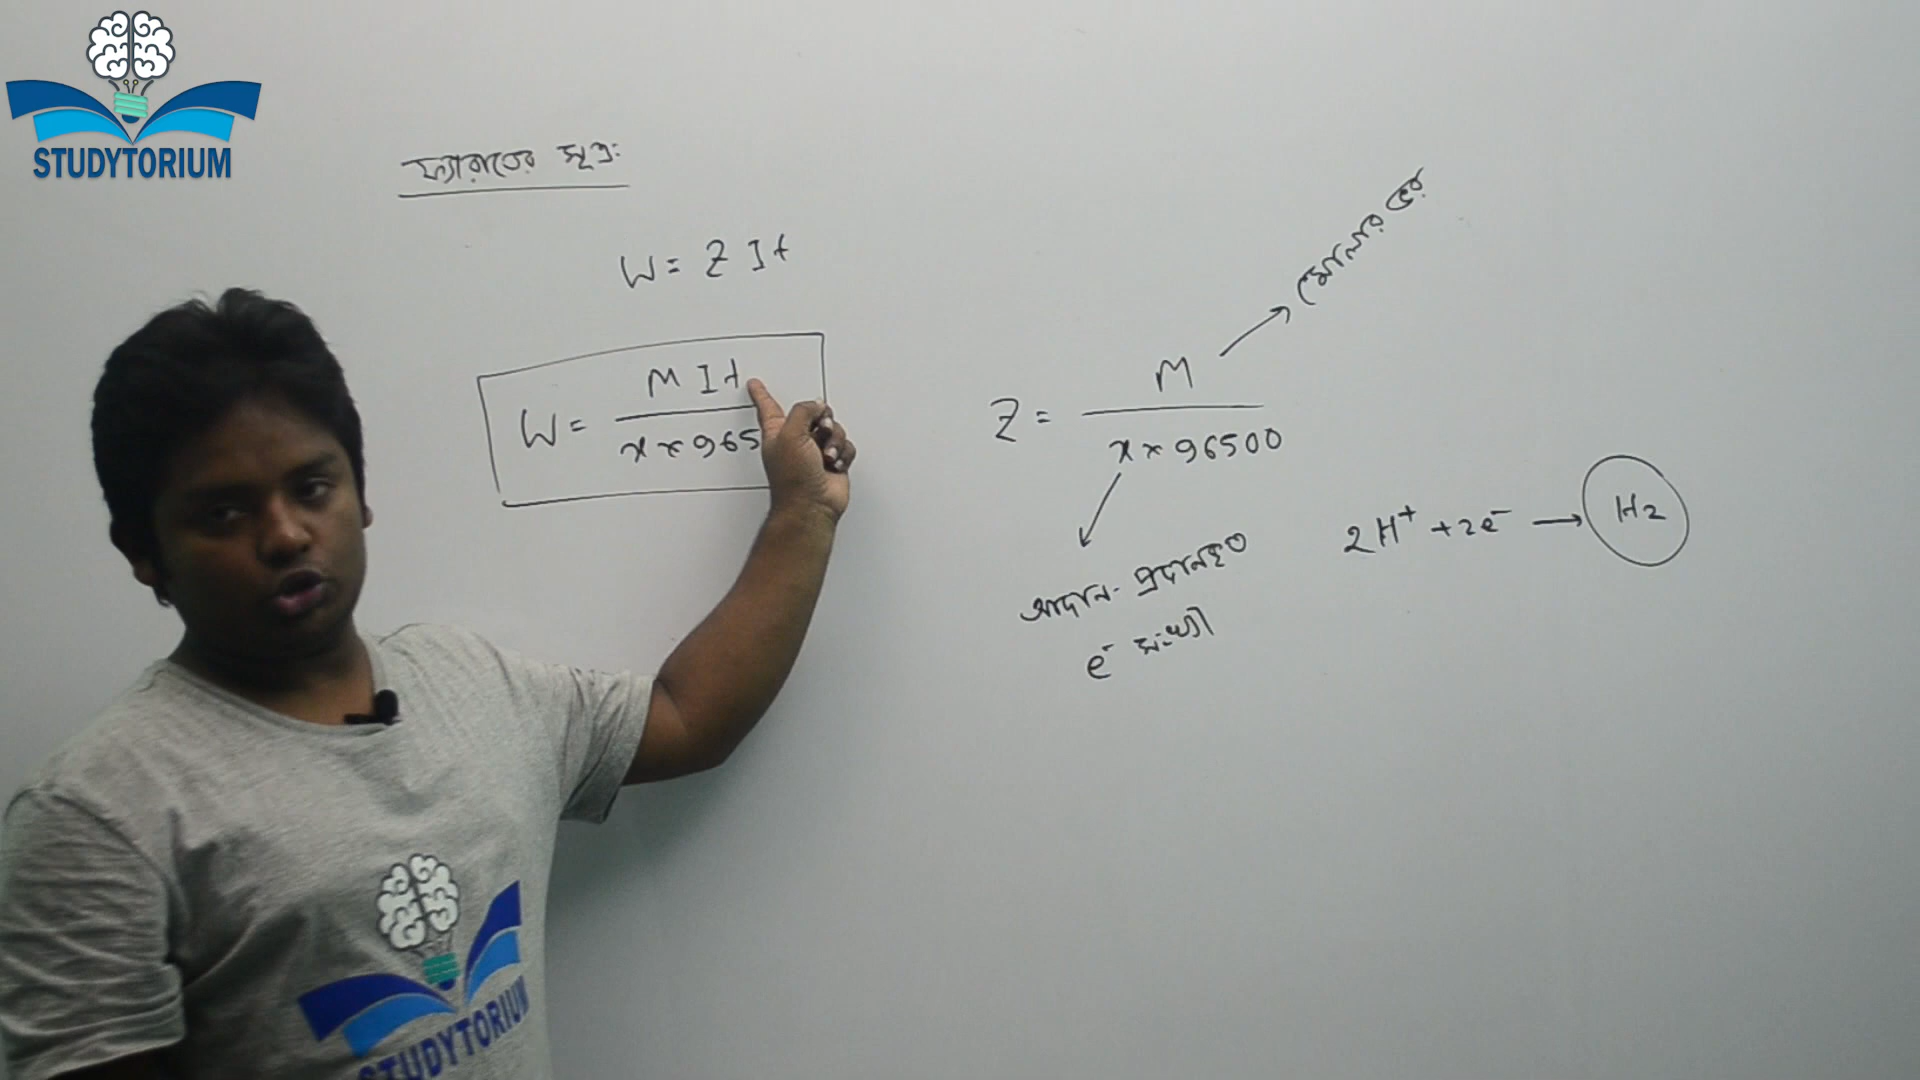 STUDYTORIUM
ফ্যারাডের সূত্র:
W = Z I t
W = M I t / x × 965
Z = M / x × 96500
মোলার ভর
আদান-প্রদানকৃত
e⁻ সংখ্যা
2H⁺ + 2e⁻ → H₂
STUDYTORIUM